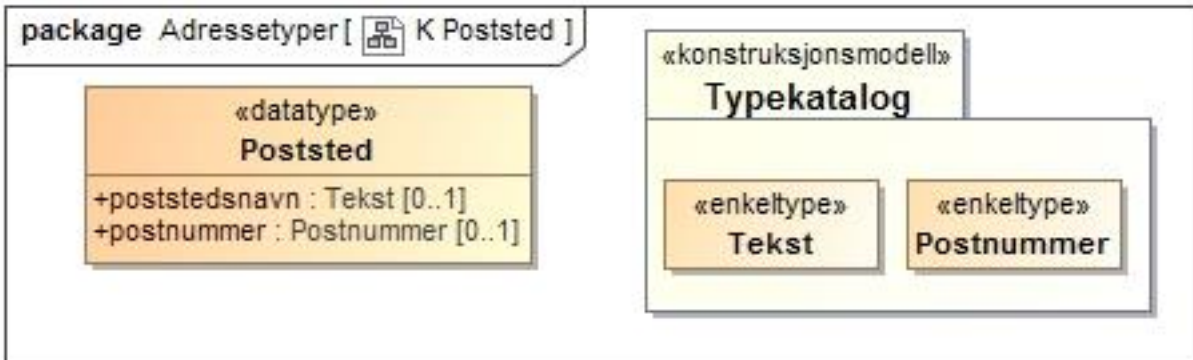 package Adressetyper [ K Poststed ]
«datatype»
Poststed
+poststedsnavn : Tekst [0..1]
+postnummer : Postnummer [0..1]
«konstruksjonsmodell»
Typekatalog
«enkeltype»
Tekst
«enkeltype»
Postnummer